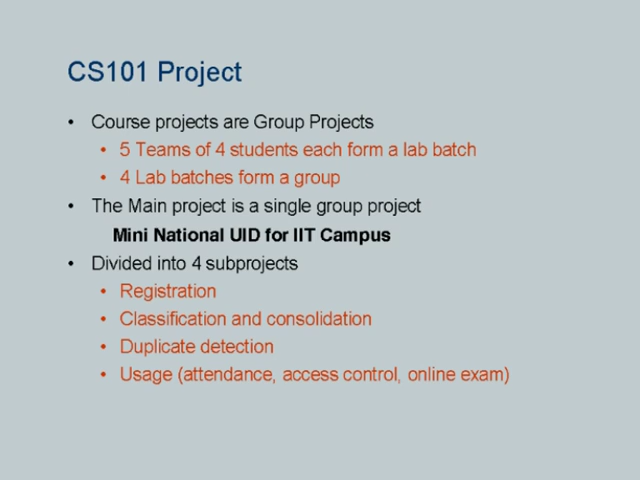 CS101 Project
• Course projects are Group Projects
• 5 Teams of 4 students each form a lab batch
• 4 Lab batches form a group
• The Main project is a single group project
Mini National UID for IIT Campus
• Divided into 4 subprojects
• Registration
• Classification and consolidation
• Duplicate detection
• Usage (attendance, access control, online exam)